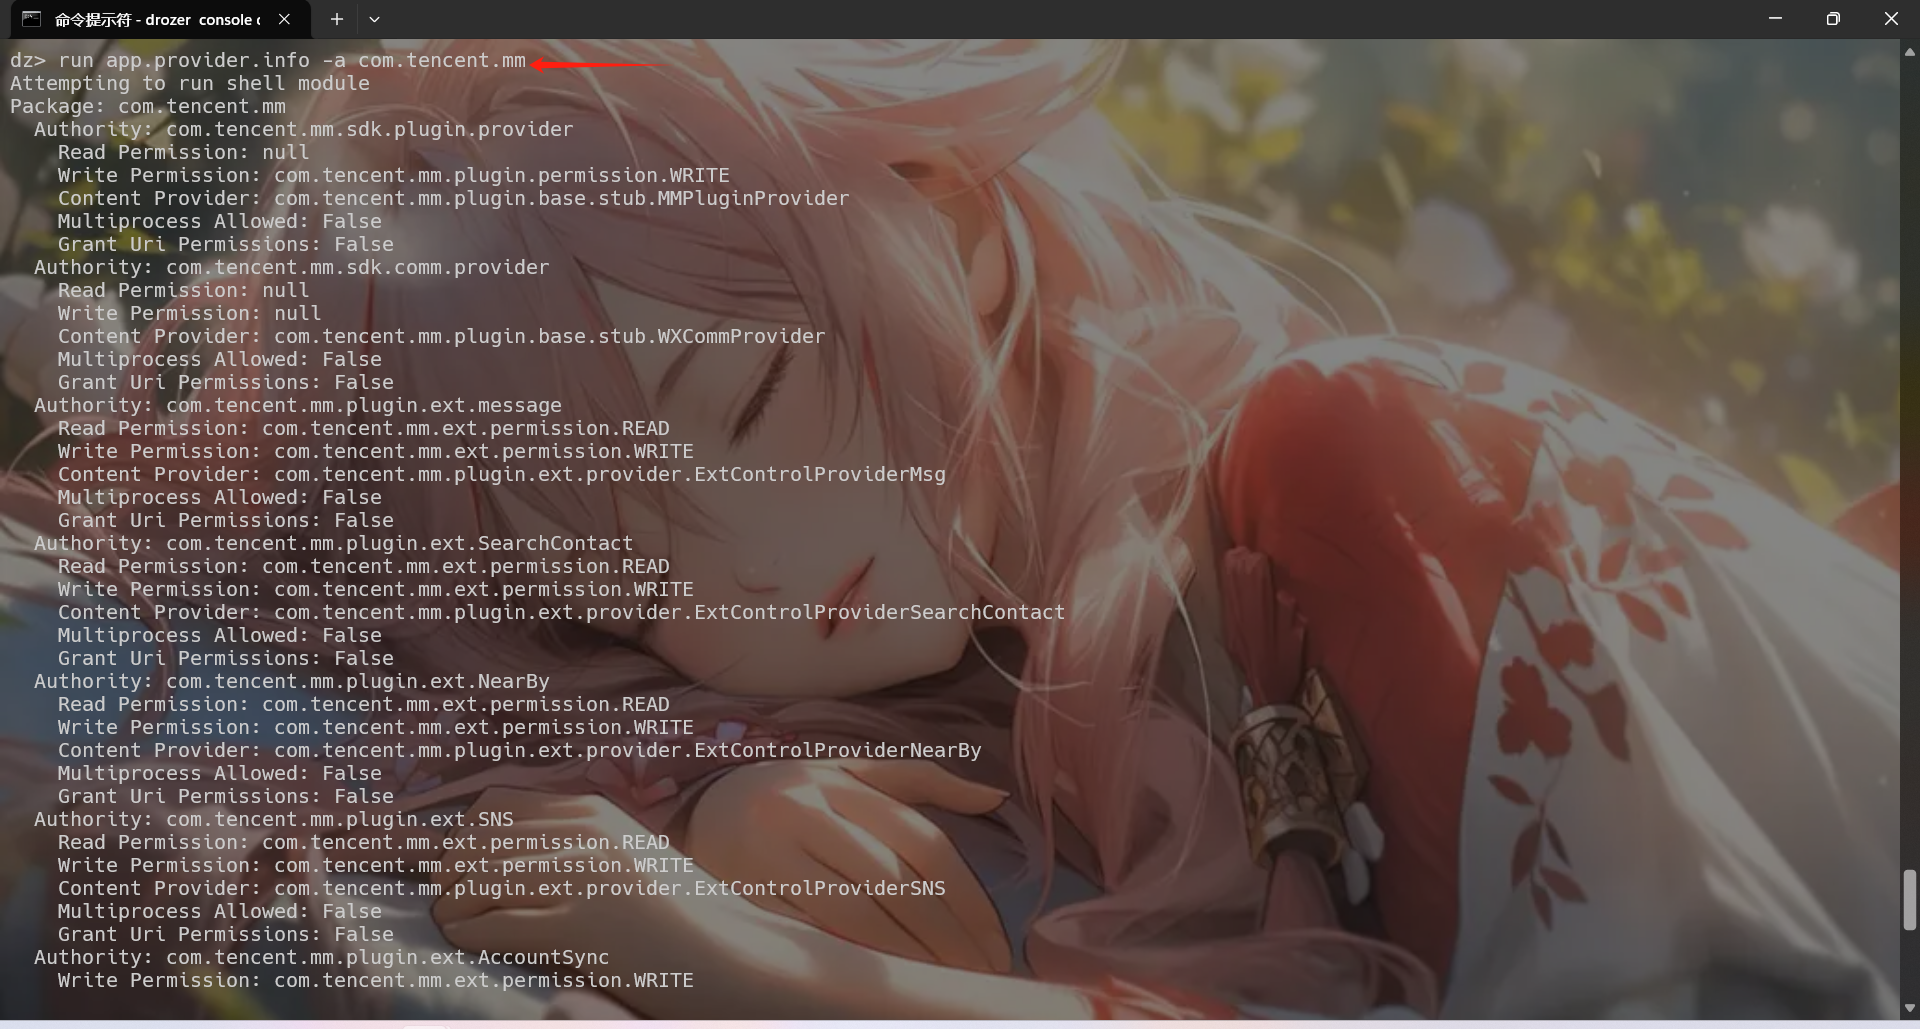 命令提示符 - drozer  console c
dz> run app.provider.info -a com.tencent.mm
Attempting to run shell module
Package: com.tencent.mm
  Authority: com.tencent.mm.sdk.plugin.provider
    Read Permission: null
    Write Permission: com.tencent.mm.plugin.permission.WRITE
    Content Provider: com.tencent.mm.plugin.base.stub.MMPluginProvider
    Multiprocess Allowed: False
    Grant Uri Permissions: False
  Authority: com.tencent.mm.sdk.comm.provider
    Read Permission: null
    Write Permission: null
    Content Provider: com.tencent.mm.plugin.base.stub.WXCommProvider
    Multiprocess Allowed: False
    Grant Uri Permissions: False
  Authority: com.tencent.mm.plugin.ext.message
    Read Permission: com.tencent.mm.ext.permission.READ
    Write Permission: com.tencent.mm.ext.permission.WRITE
    Content Provider: com.tencent.mm.plugin.ext.provider.ExtControlProviderMsg
    Multiprocess Allowed: False
    Grant Uri Permissions: False
  Authority: com.tencent.mm.plugin.ext.SearchContact
    Read Permission: com.tencent.mm.ext.permission.READ
    Write Permission: com.tencent.mm.ext.permission.WRITE
    Content Provider: com.tencent.mm.plugin.ext.provider.ExtControlProviderSearchContact
    Multiprocess Allowed: False
    Grant Uri Permissions: False
  Authority: com.tencent.mm.plugin.ext.NearBy
    Read Permission: com.tencent.mm.ext.permission.READ
    Write Permission: com.tencent.mm.ext.permission.WRITE
    Content Provider: com.tencent.mm.plugin.ext.provider.ExtControlProviderNearBy
    Multiprocess Allowed: False
    Grant Uri Permissions: False
  Authority: com.tencent.mm.plugin.ext.SNS
    Read Permission: com.tencent.mm.ext.permission.READ
    Write Permission: com.tencent.mm.ext.permission.WRITE
    Content Provider: com.tencent.mm.plugin.ext.provider.ExtControlProviderSNS
    Multiprocess Allowed: False
    Grant Uri Permissions: False
  Authority: com.tencent.mm.plugin.ext.AccountSync
    Write Permission: com.tencent.mm.ext.permission.WRITE